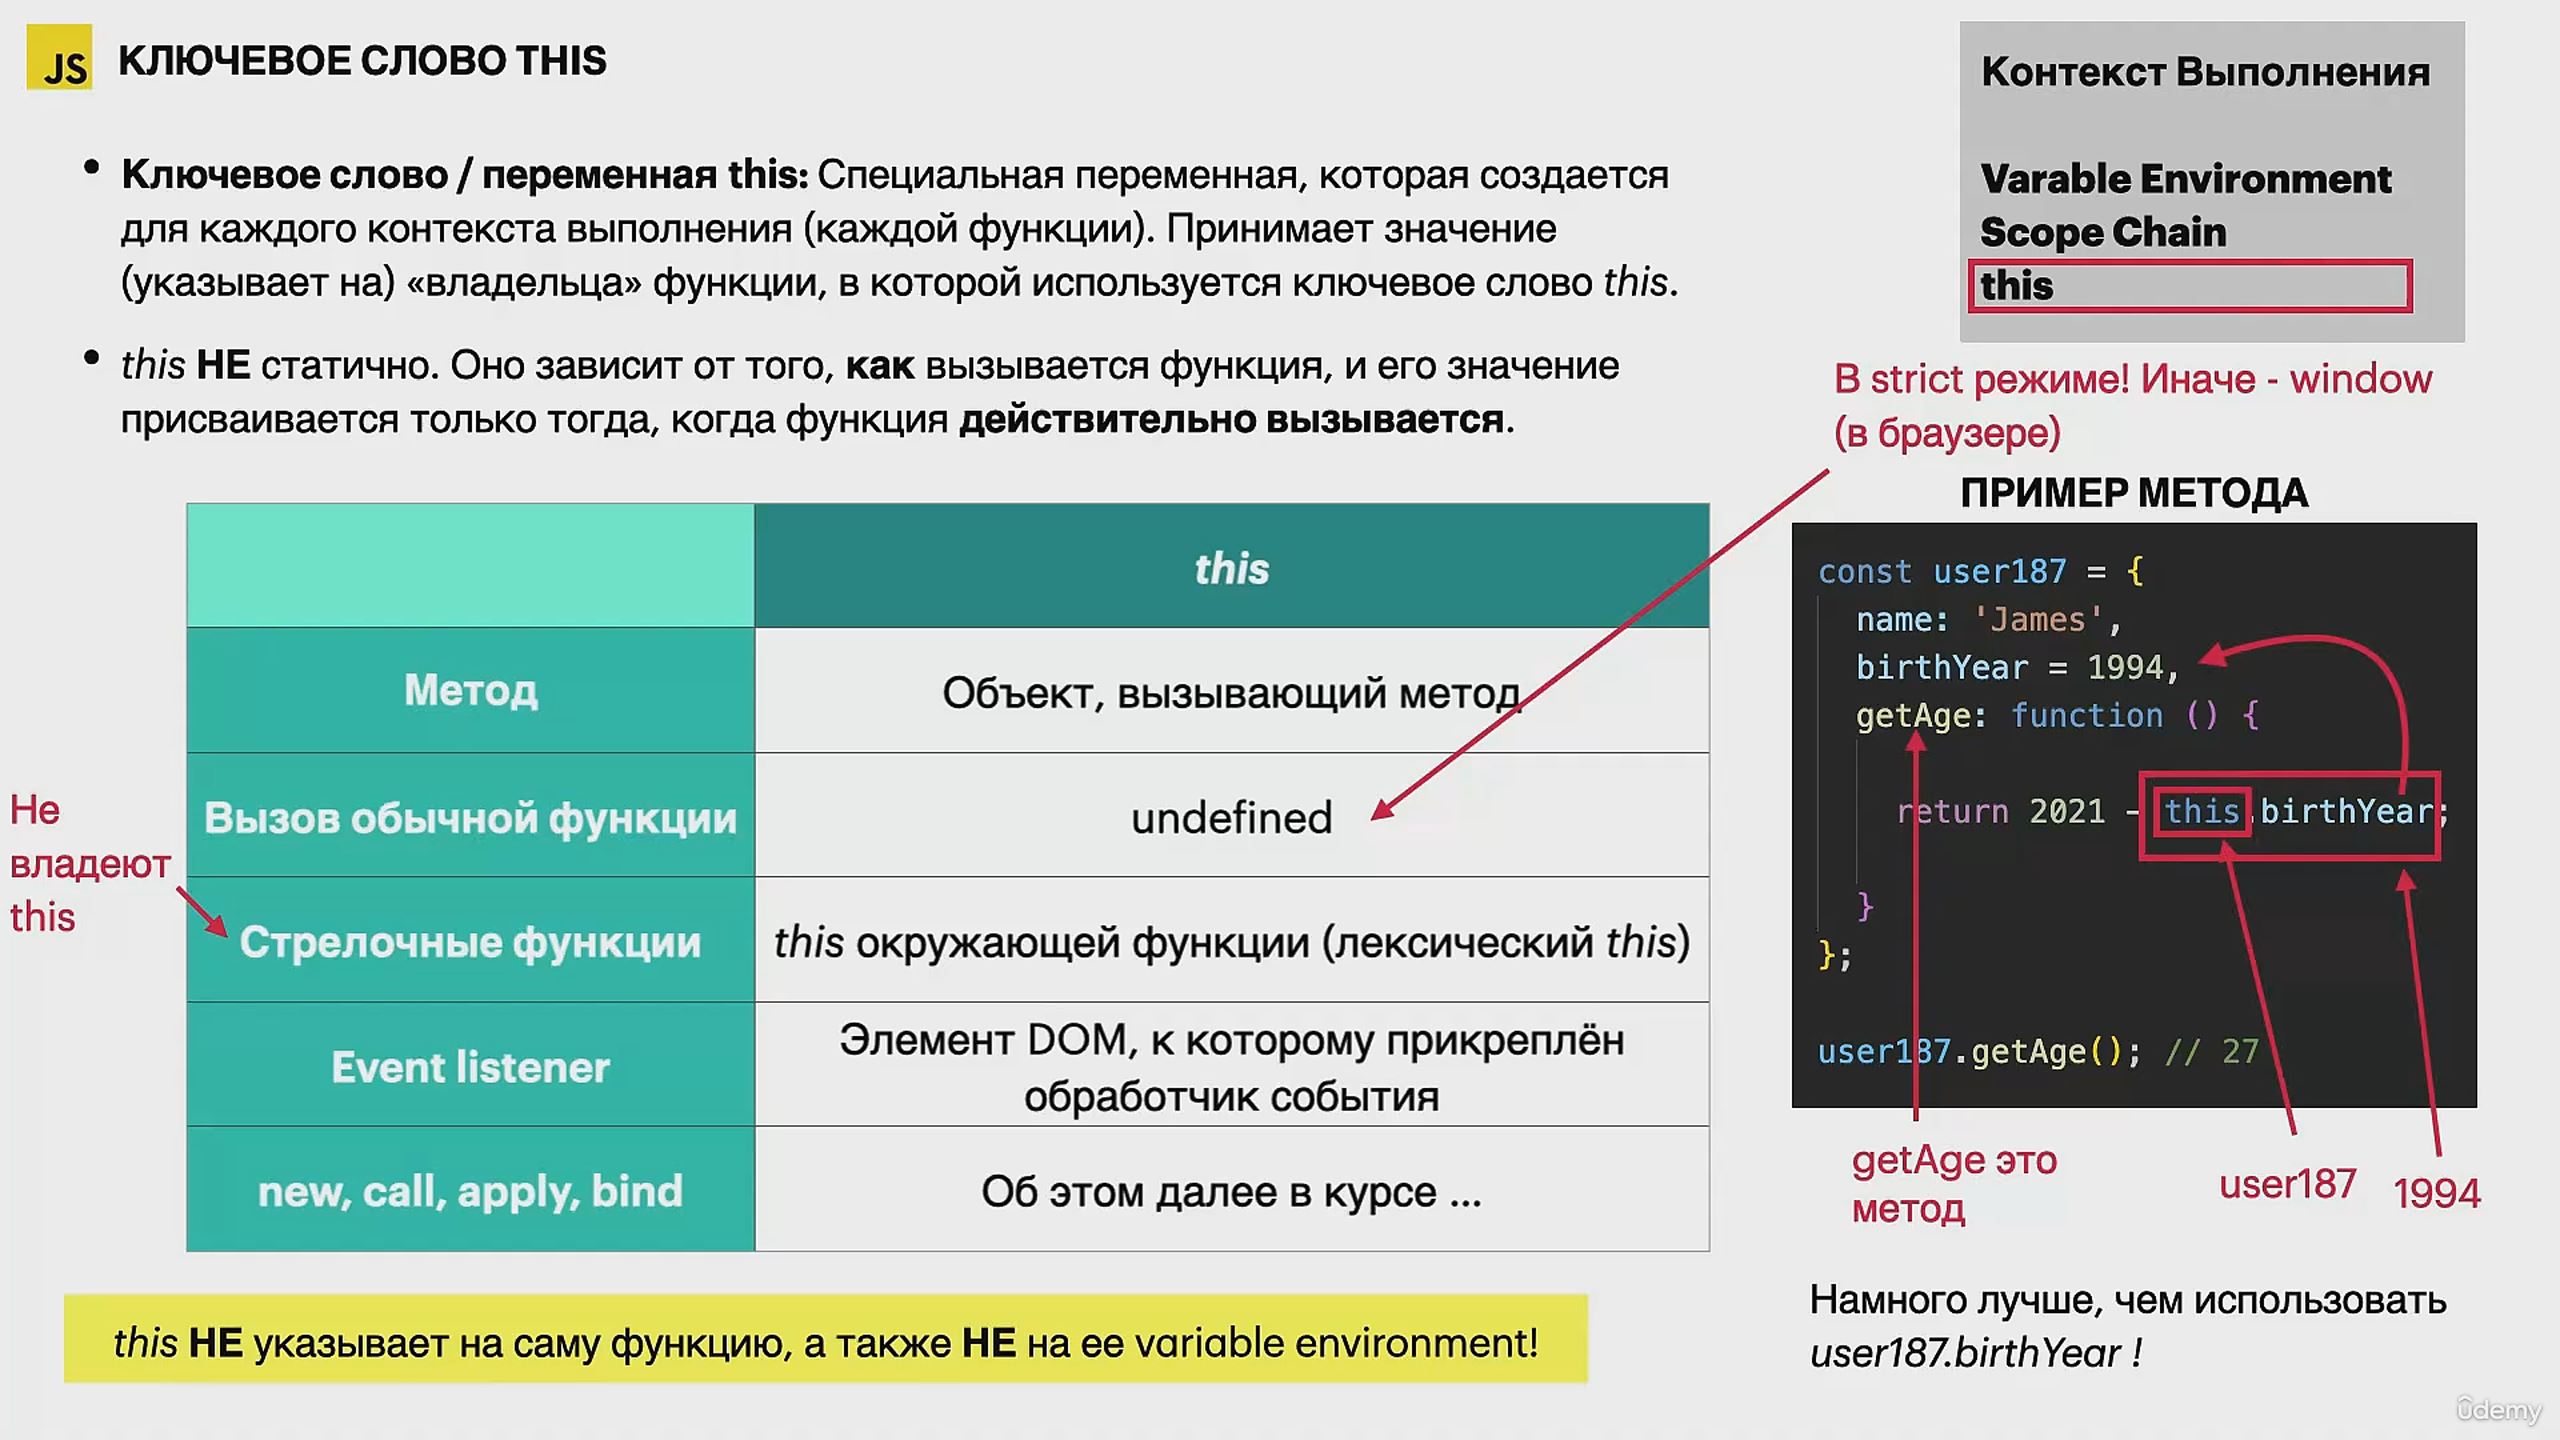 JS
КЛЮЧЕВОЕ СЛОВО THIS
• Ключевое слово / переменная this: Специальная переменная, которая создается
для каждого контекста выполнения (каждой функции). Принимает значение
(указывает на) «владельца» функции, в которой используется ключевое слово this.
• this НЕ статично. Оно зависит от того, как вызывается функция, и его значение
присваивается только тогда, когда функция действительно вызывается.
Контекст Выполнения
Varable Environment
Scope Chain
this
В strict режиме! Иначе - window
(в браузере)
this
Метод
Объект, вызывающий метод
Вызов обычной функции
undefined
Стрелочные функции
this окружающей функции (лексический this)
Event listener
Элемент DOM, к которому прикреплён
обработчик события
new, call, apply, bind
Об этом далее в курсе ...
Не
владеют
this
this НЕ указывает на саму функцию, а также НЕ на ее variable environment!
ПРИМЕР МЕТОДА
const user187 = {
name: 'James',
birthYear = 1994,
getAge: function () {
return 2021 - this.birthYear;
}
};
user187.getAge(); // 27
getAge это
метод
user187
1994
Намного лучше, чем использовать
user187.birthYear !
ûdemy